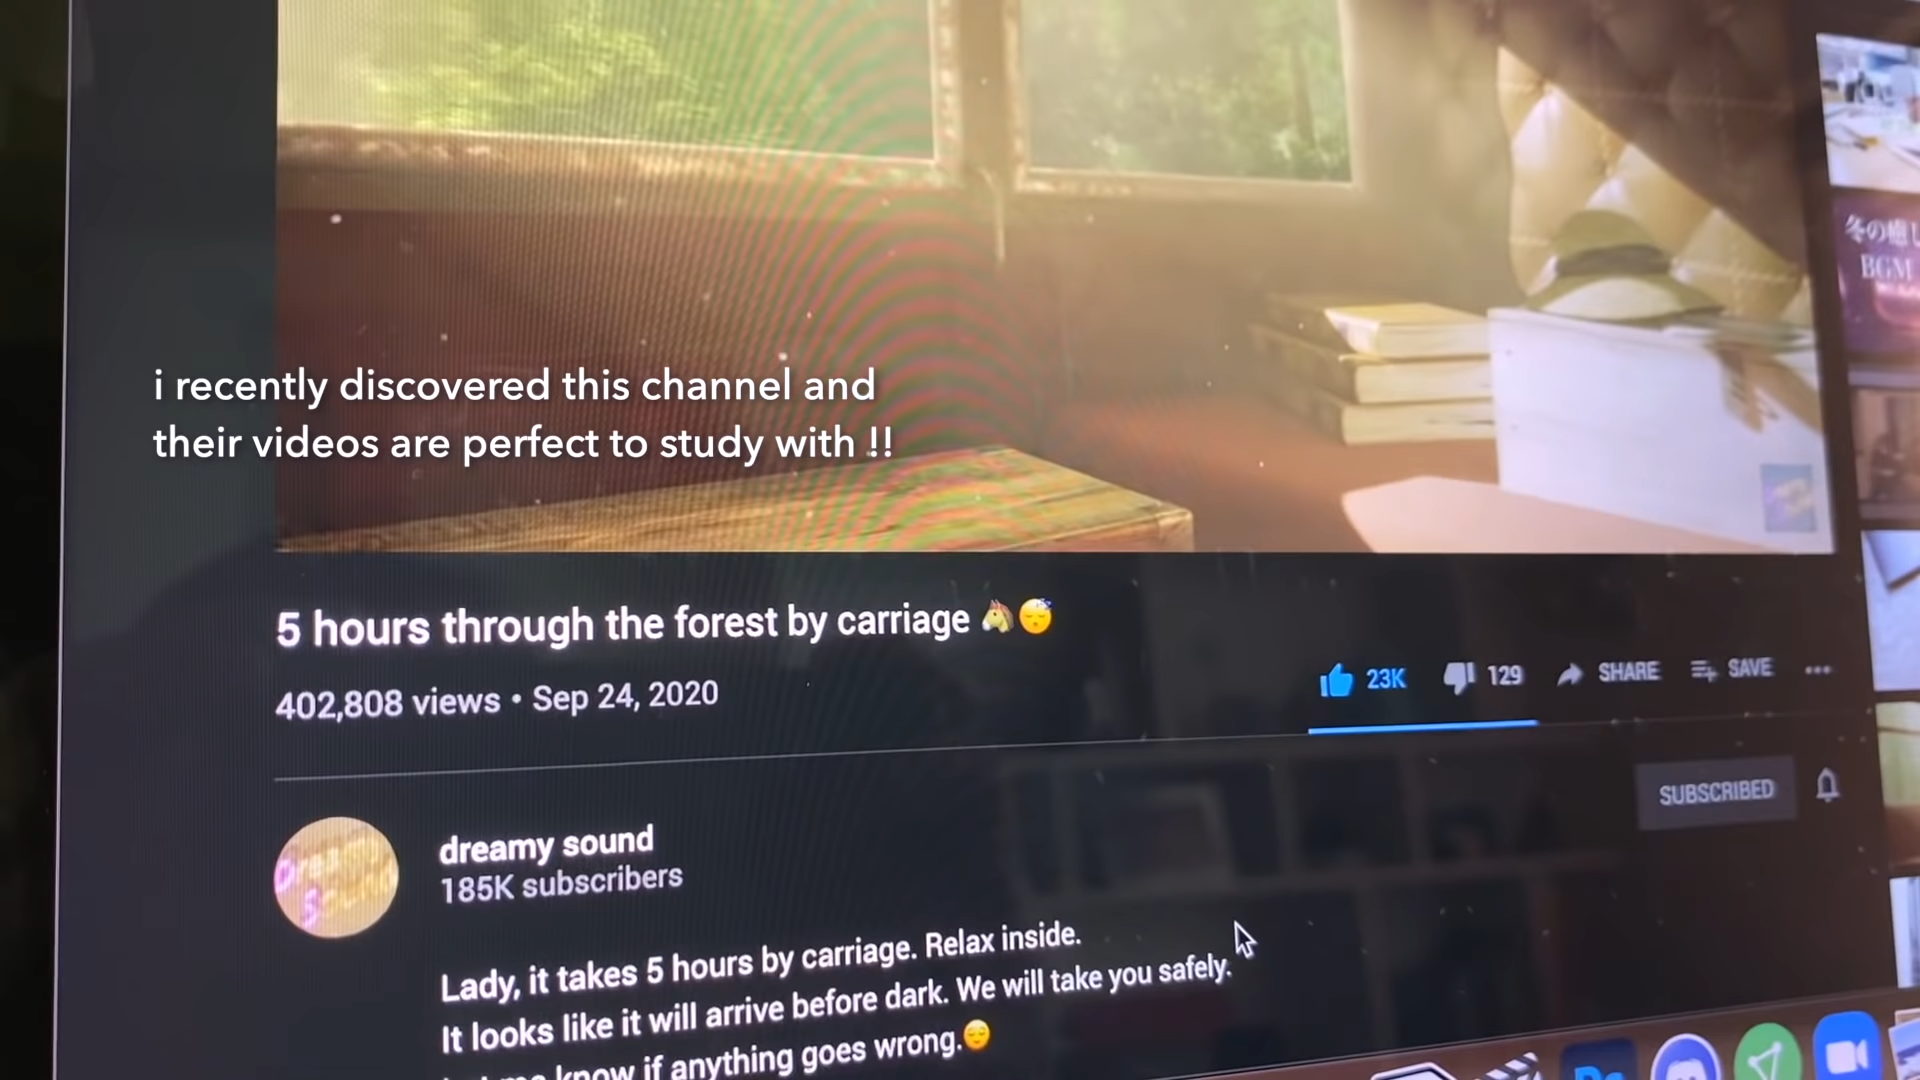 冬の癒し
BGM
i recently discovered this channel and
their videos are perfect to study with !!
5 hours through the forest by carriage 🐴😴
402,808 views • Sep 24, 2020
23K
129
SHARE
SAVE
SUBSCRIBED
dreamy sound
185K subscribers
Lady, it takes 5 hours by carriage. Relax inside.
It looks like it will arrive before dark. We will take you safely.
know if anything goes wrong.😌